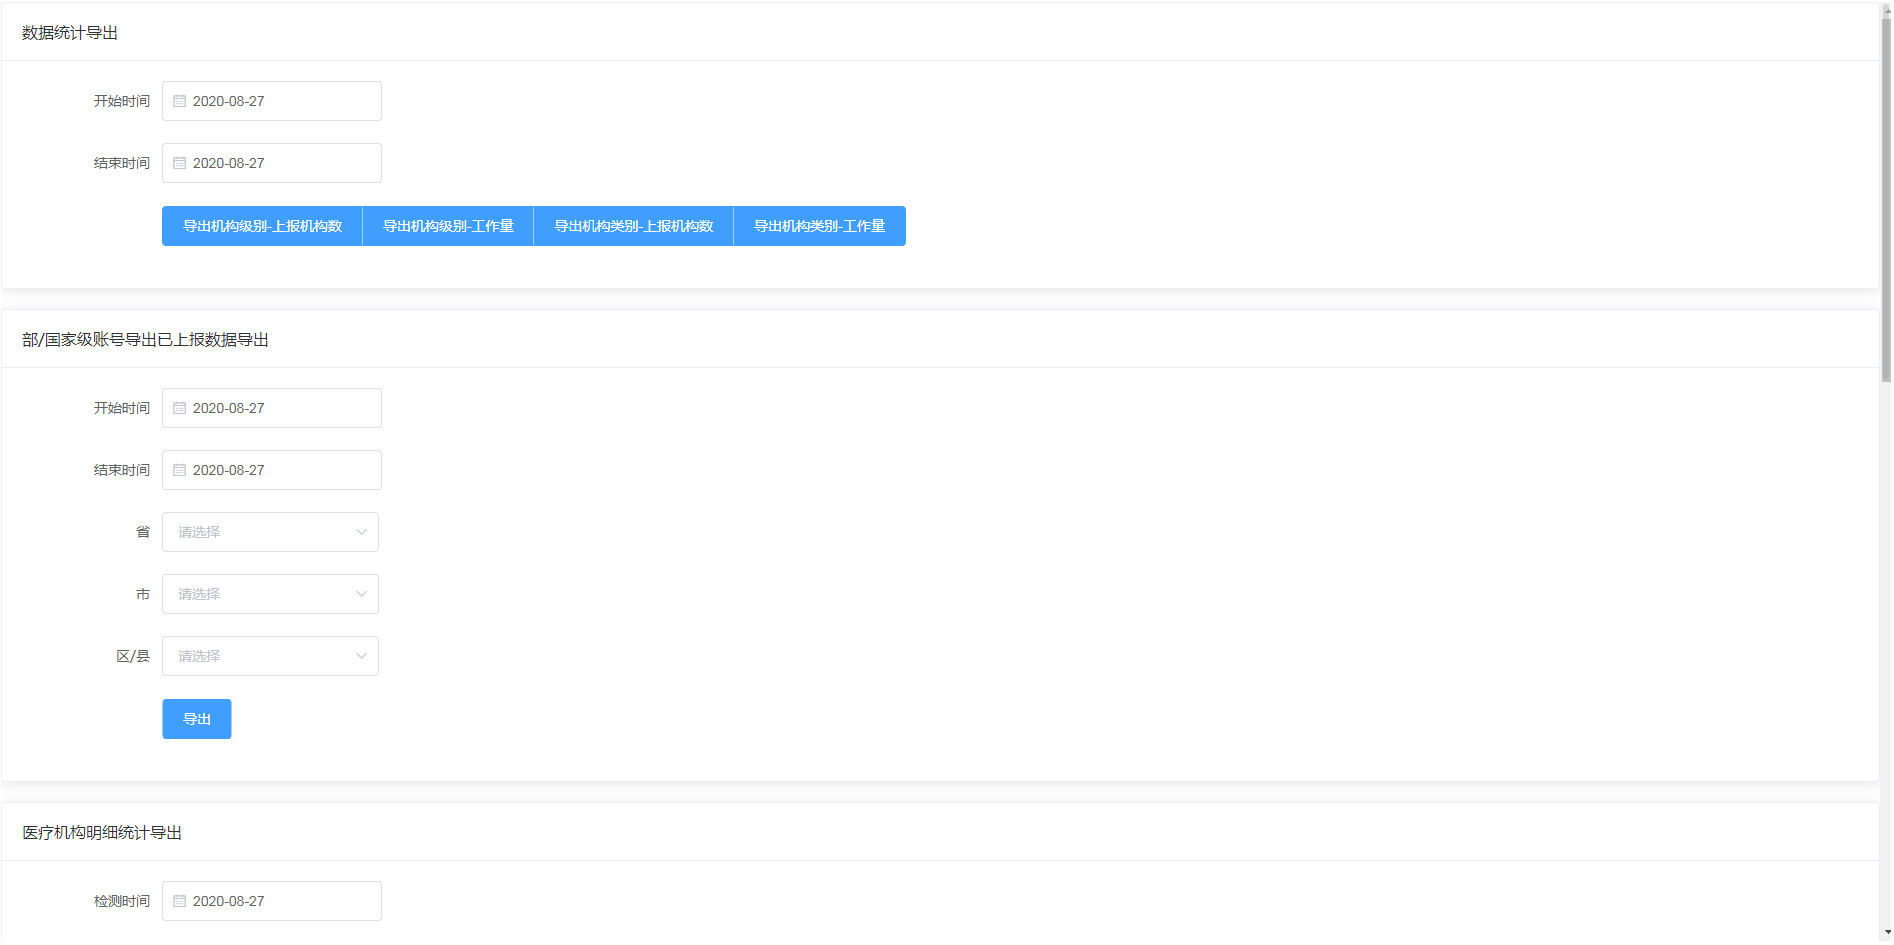 数据统计导出
开始时间 2020-08-27
结束时间 2020-08-27
导出机构级别-上报机构数 导出机构级别-工作量 导出机构类别-上报机构数 导出机构类别-工作量
部/国家级账号导出已上报数据导出
开始时间 2020-08-27
结束时间 2020-08-27
省 请选择
市 请选择
区/县 请选择
导出
医疗机构明细统计导出
检测时间 2020-08-27